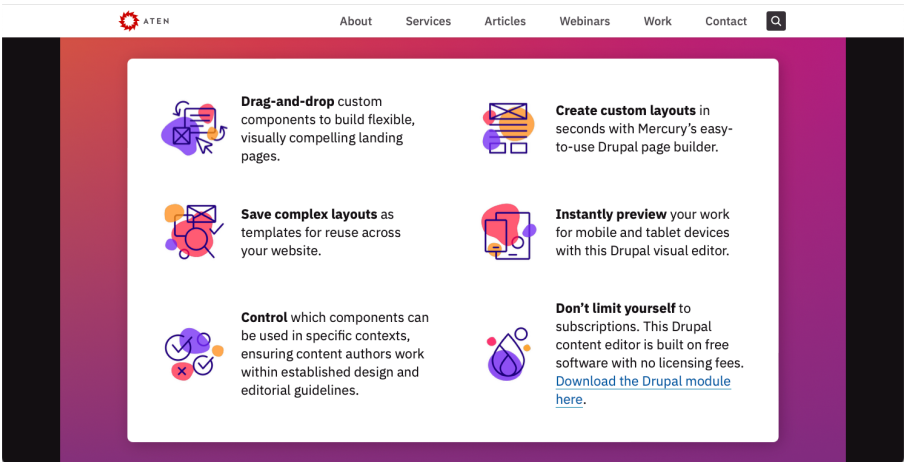 ATEN
About
Services
Articles
Webinars
Work
Contact
Drag-and-drop custom
components to build flexible,
visually compelling landing
pages.
Create custom layouts in
seconds with Mercury’s easy-
to-use Drupal page builder.
Save complex layouts as
templates for reuse across
your website.
Instantly preview your work
for mobile and tablet devices
with this Drupal visual editor.
Control which components can
be used in specific contexts,
ensuring content authors work
within established design and
editorial guidelines.
Don’t limit yourself to
subscriptions. This Drupal
content editor is built on free
software with no licensing fees.
Download the Drupal module
here.